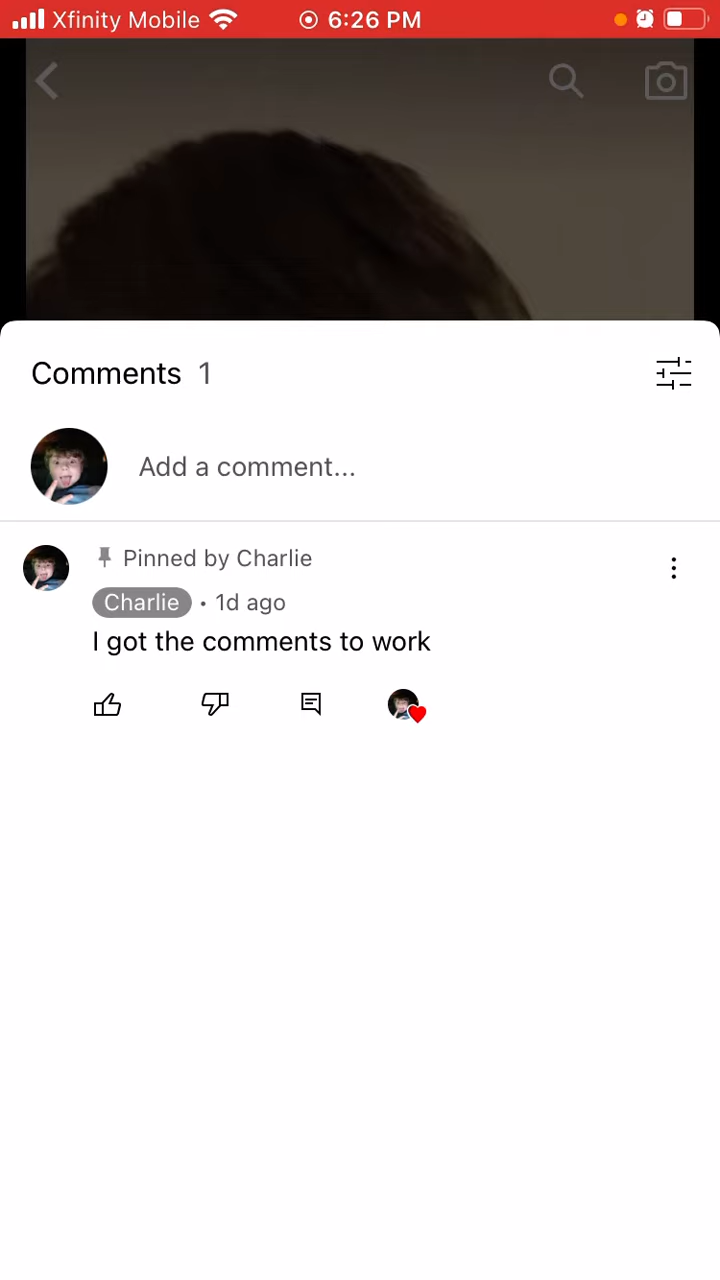 Xfinity Mobile 6:26 PM
Comments 1
Add a comment...
Pinned by Charlie
Charlie • 1d ago
I got the comments to work